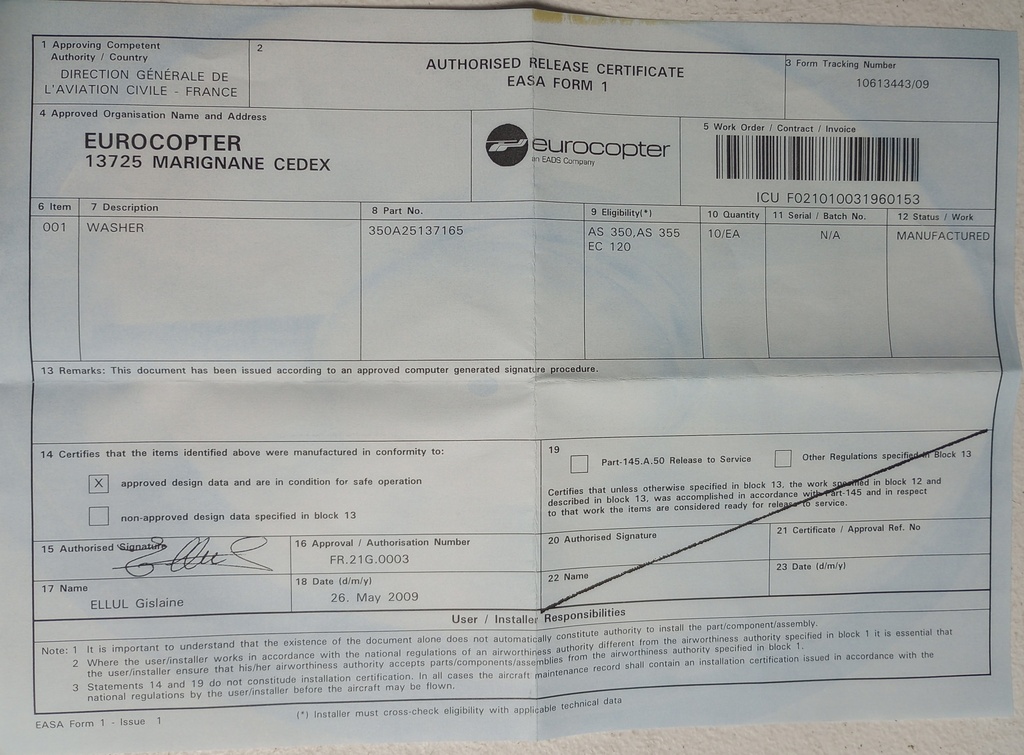 1 Approving Competent
Authority / Country
DIRECTION GÉNÉRALE DE
L'AVIATION CIVILE - FRANCE
2
AUTHORISED RELEASE CERTIFICATE
EASA FORM 1
3 Form Tracking Number
10613443/09
4 Approved Organisation Name and Address
EUROCOPTER
13725 MARIGNANE CEDEX
eurocopter
an EADS Company
5 Work Order / Contract / Invoice
ICU F021010031960153
6 Item 7 Description 8 Part No. 9 Eligibility(*) 10 Quantity 11 Serial / Batch No. 12 Status / Work
001 WASHER 350A25137165 AS 350,AS 355 10/EA N/A MANUFACTURED
EC 120
13 Remarks: This document has been issued according to an approved computer generated signature procedure.
14 Certifies that the items identified above were manufactured in conformity to:
X approved design data and are in condition for safe operation
non-approved design data specified in block 13
15 Authorised Signature
16 Approval / Authorisation Number
FR.21G.0003
17 Name
ELLUL Gislaine
18 Date (d/m/y)
26. May 2009
19
Part-145.A.50 Release to Service Other Regulations specified in Block 13
Certifies that unless otherwise specified in block 13, the work specified in block 12 and
described in block 13, was accomplished in accordance with Part-145 and in respect
to that work the items are considered ready for release to service.
20 Authorised Signature
21 Certificate / Approval Ref. No
22 Name
23 Date (d/m/y)
User / Installer Responsibilities
Note: 1 It is important to understand that the existence of the document alone does not automatically constitute authority to install the part/component/assembly.
2 Where the user/installer works in accordance with the national regulations of an airworthiness authority different from the airworthiness authority specified in block 1 it is essential that
the user/installer ensure that his/her airworthiness authority accepts parts/components/assemblies from the airworthiness authority specified in block 1.
3 Statements 14 and 19 do not constitute installation certification. In all cases the aircraft maintenance record shall contain an installation certification issued in accordance with the
national regulations by the user/installer before the aircraft may be flown.
EASA Form 1 - Issue 1
(*) Installer must cross-check eligibility with applicable technical data